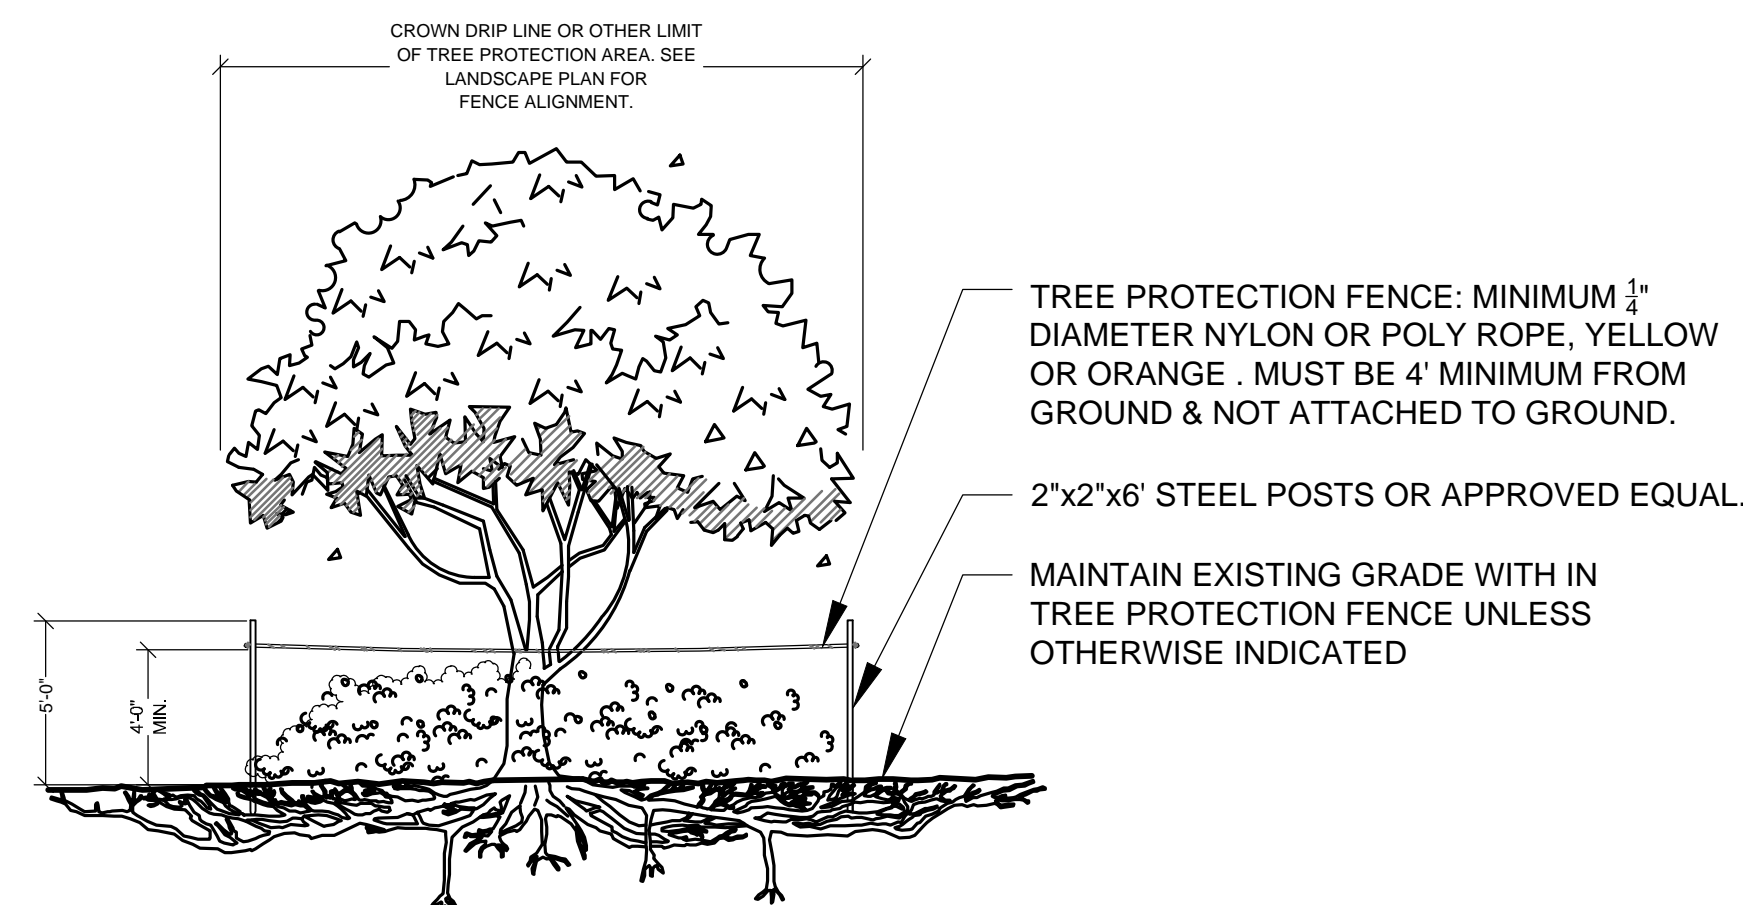 CROWN DRIP LINE OR OTHER LIMIT
OF TREE PROTECTION AREA. SEE
LANDSCAPE PLAN FOR
FENCE ALIGNMENT.
TREE PROTECTION FENCE: MINIMUM 1/4"
DIAMETER NYLON OR POLY ROPE, YELLOW
OR ORANGE . MUST BE 4' MINIMUM FROM
GROUND & NOT ATTACHED TO GROUND.
2"x2"x6' STEEL POSTS OR APPROVED EQUAL.
MAINTAIN EXISTING GRADE WITH IN
TREE PROTECTION FENCE UNLESS
OTHERWISE INDICATED
5'-0"
4'-0"
MIN.